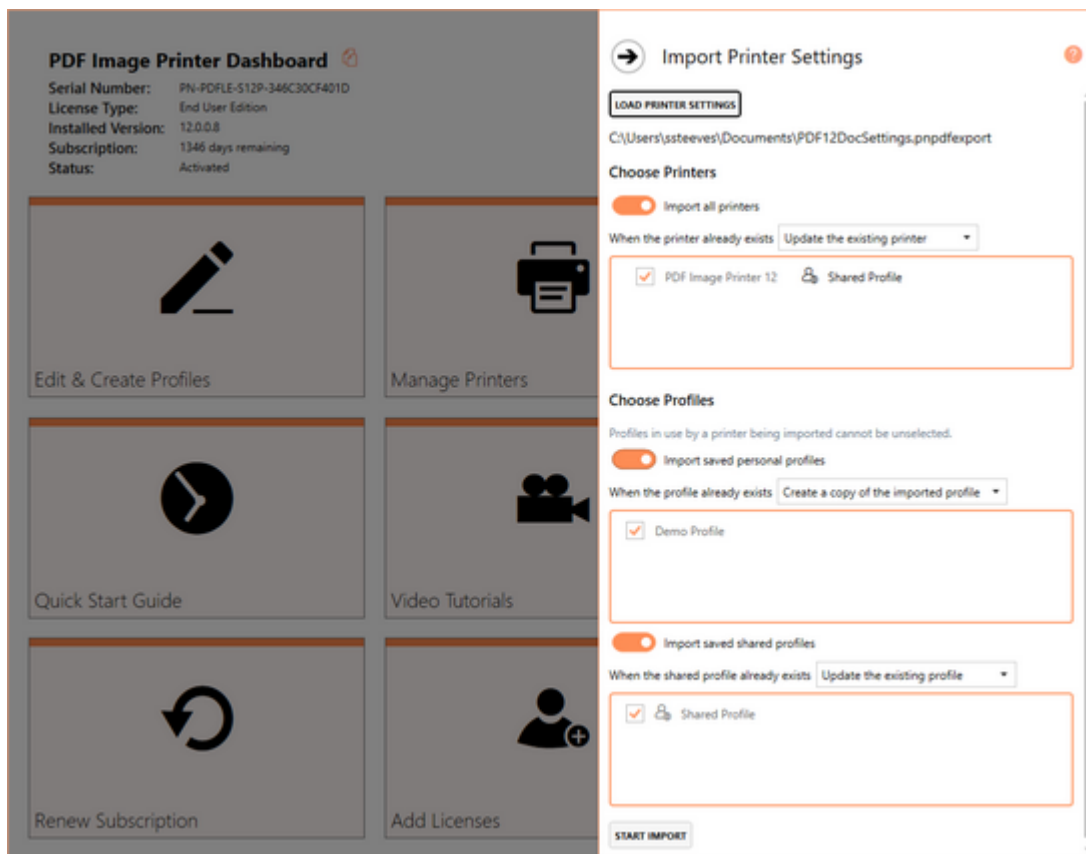 PDF Image Printer Dashboard
Serial Number: PN-PDFLE-S12P-346C30CF401D
License Type: End User Edition
Installed Version: 12.0.0.8
Subscription: 1346 days remaining
Status: Activated
Edit & Create Profiles
Manage Printers
Quick Start Guide
Video Tutorials
Renew Subscription
Add Licenses
Import Printer Settings
?
LOAD PRINTER SETTINGS
C:\Users\ssteeves\Documents\PDF12DocSettings.pnpdfexport
Choose Printers
Import all printers
When the printer already exists Update the existing printer
PDF Image Printer 12 Shared Profile
Choose Profiles
Profiles in use by a printer being imported cannot be unselected.
Import saved personal profiles
When the profile already exists Create a copy of the imported profile
Demo Profile
Import saved shared profiles
When the shared profile already exists Update the existing profile
Shared Profile
START IMPORT